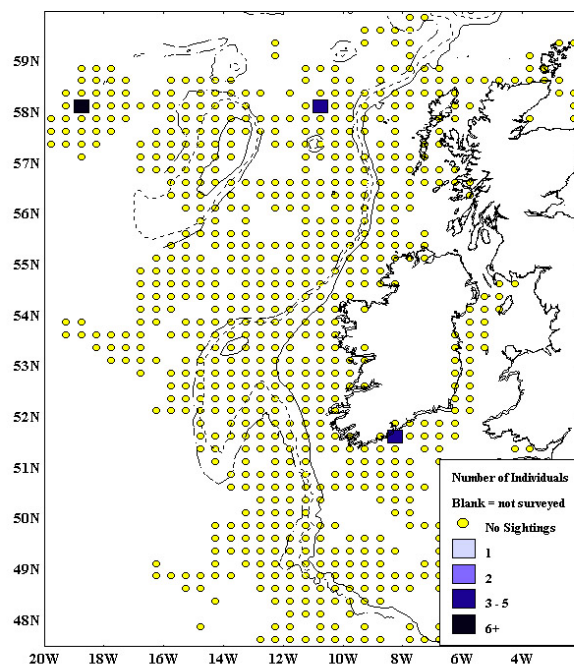 59N
58N
57N
56N
55N
54N
53N
52N
51N
50N
49N
48N
Number of Individuals
Blank = not surveyed
No Sightings
1
2
3 - 5
6+
20W 18W 16W 14W 12W 10W 8W 6W 4W